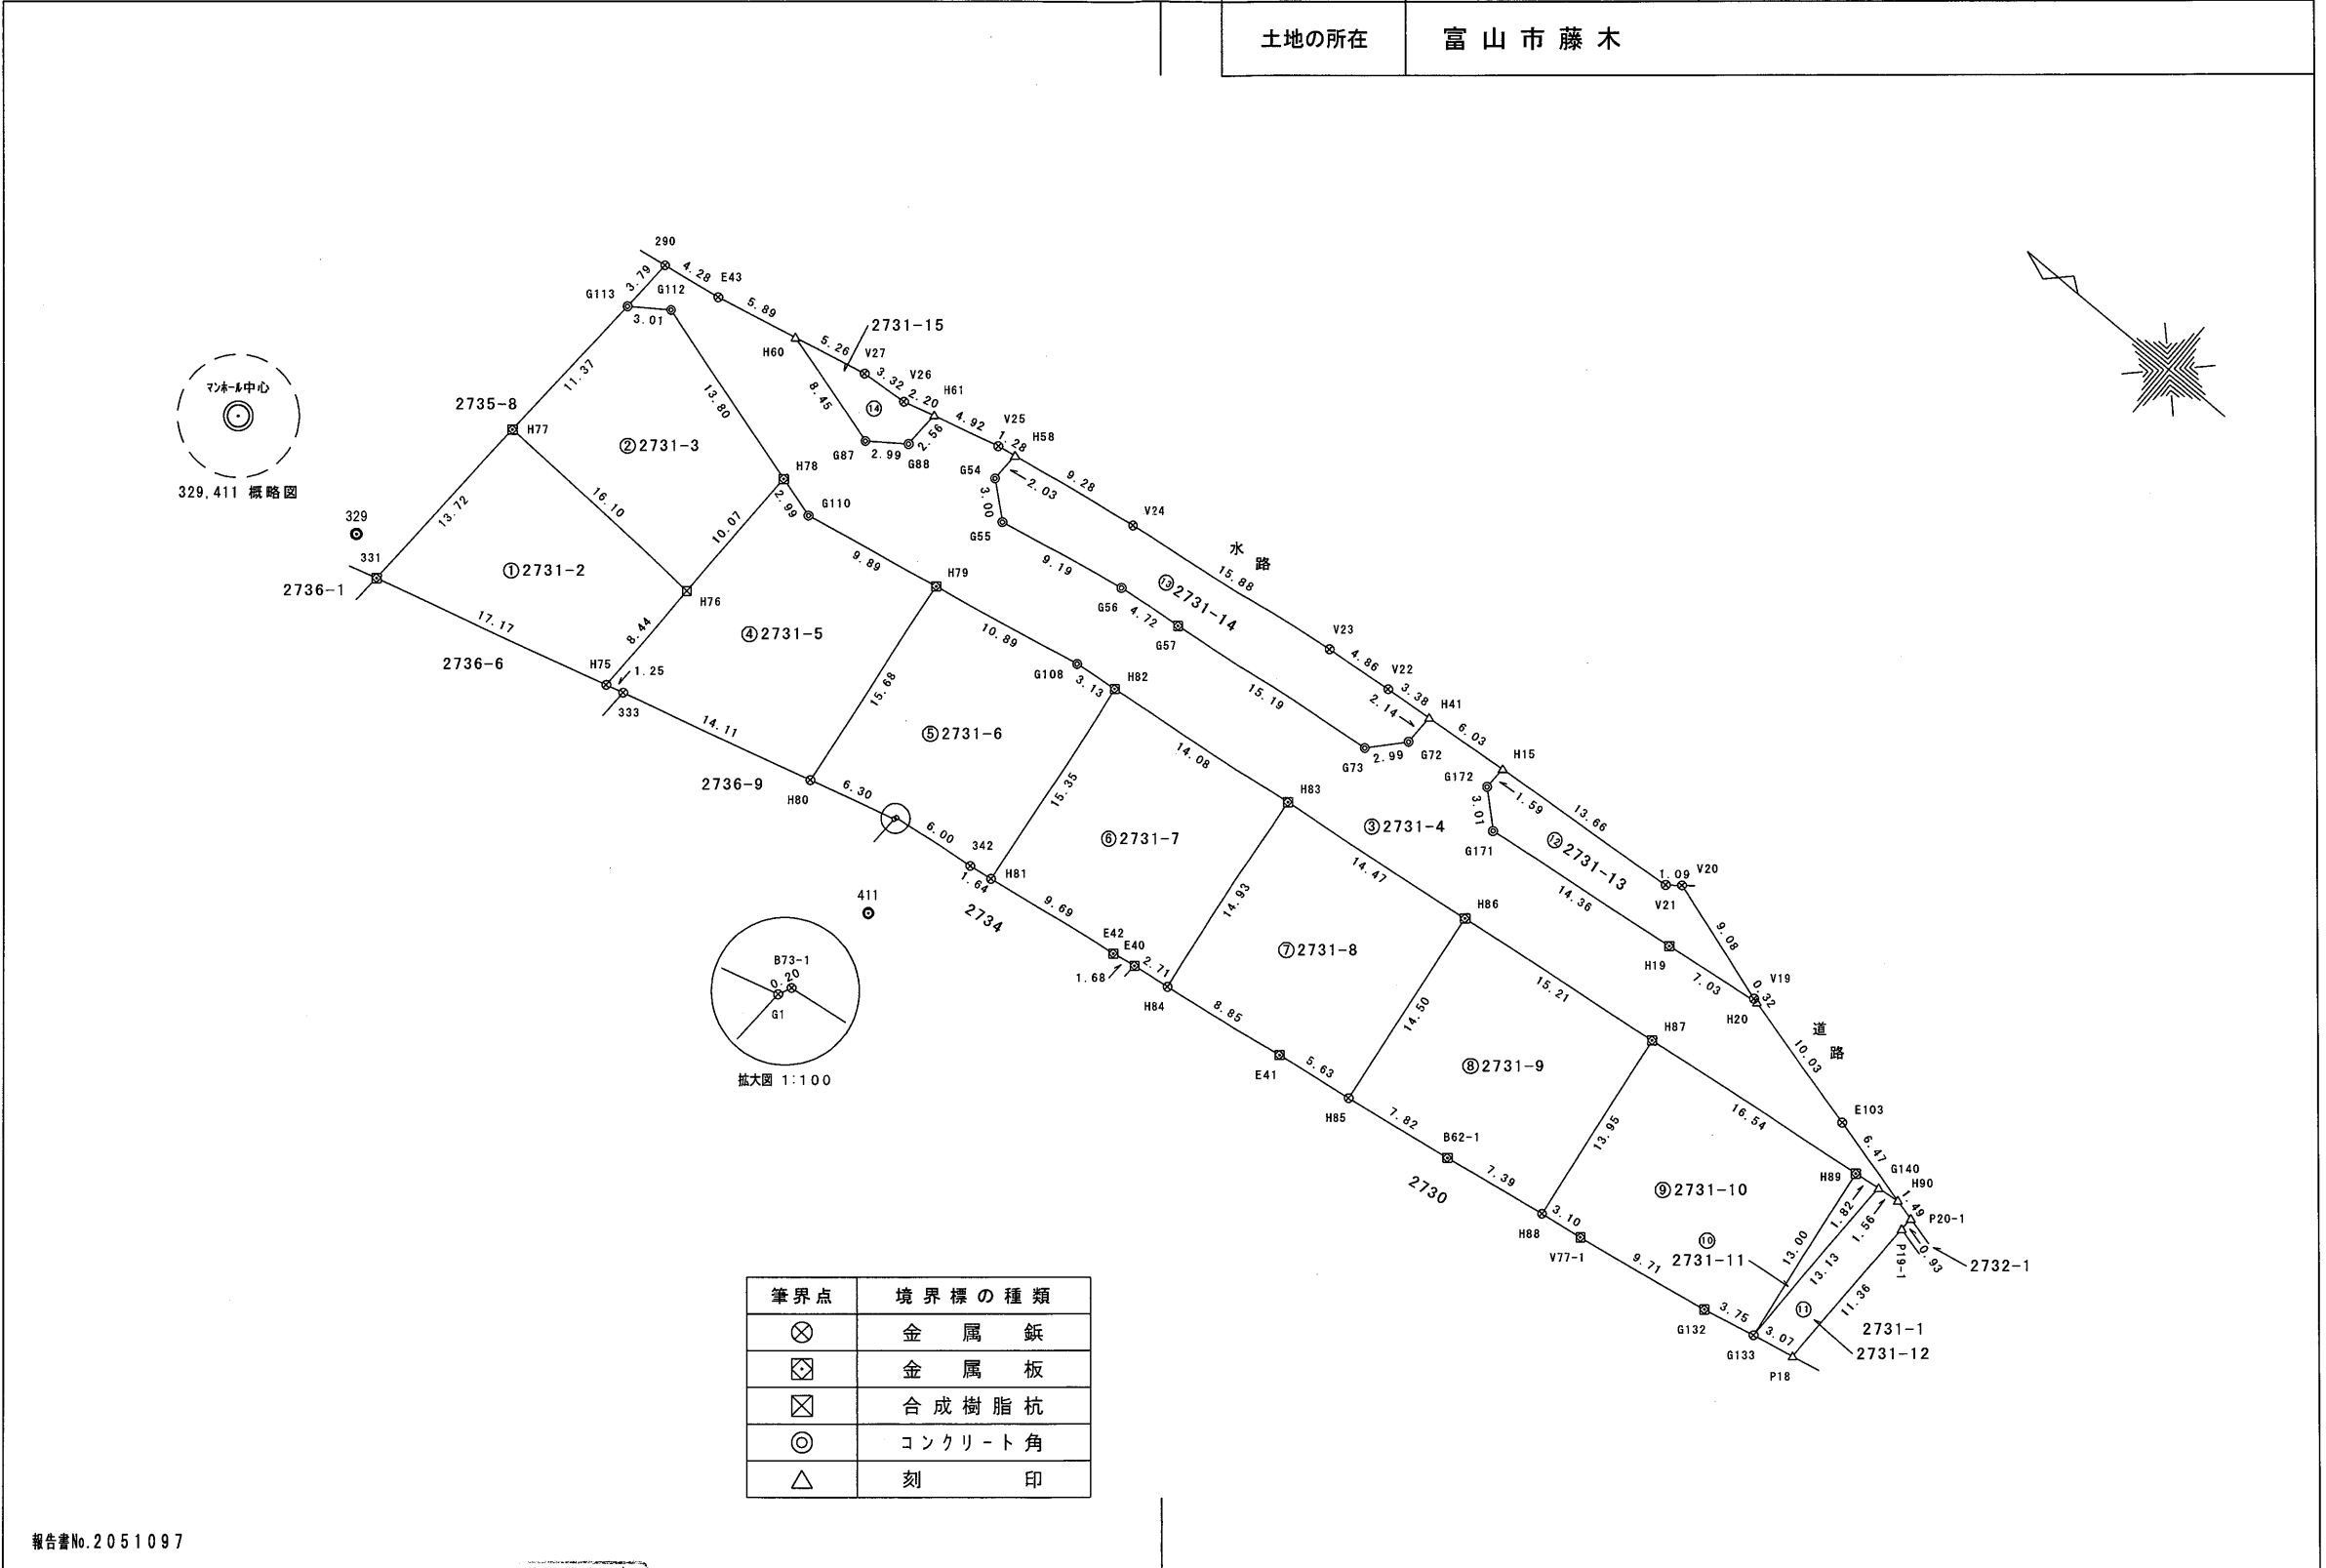 土地の所在 富山市藤木
290
4.28
E43
3.79
G113
G112
3.01
5.89
2731-15
H60
5.26
V27
3.32
V26
2.20
H61
マンホール中心
11.37
13.80
8.45
⑭
4.92
V25
1.28
H58
2735-8
H77
②2731-3
G87
2.99
G88
2.56
G54
2.03
9.28
H78
329,411 概略図
2.99
G110
3.00
G55
V24
329
13.72
16.10
10.07
水路
331
①2731-2
9.89
9.19
15.88
2736-1
H79
H76
G56
4.72
G57
⑬2731-14
17.17
8.44
④2731-5
10.89
V23
2736-6
H75
1.25
333
G108
3.13
H82
4.86
V22
3.38
H41
15.68
15.19
2.14
14.11
⑤2731-6
6.03
14.08
G73
2.99
G72
H15
2736-9
H80
6.30
15.35
H83
G172
1.59
3.01
13.66
6.00
342
⑥2731-7
③2731-4
G171
⑫2731-13
1.64
H81
14.47
1.09
V20
V21
411
2734
9.69
14.93
14.36
H86
9.08
E42
E40
⑦2731-8
H19
7.03
V19
0.32
H20
B73-1
0.20
G1
1.68
2.71
H84
15.21
道路
8.85
14.50
H87
10.03
拡大図 1:100
E41
5.63
⑧2731-9
H85
7.82
16.54
E103
B62-1
13.95
6.47
2730
7.39
⑨2731-10
H89
G140
H90
1.82
1.56
.49
P20-1
H88
3.10
V77-1
⑩
2731-11
13.00
13.13
P19-1
0.93
2732-1
9.71
G132
3.75
⑪
11.36
G133
3.07
2731-1
2731-12
P18
筆界点 境界標の種類
金属鋲
金属板
合成樹脂杭
コンクリート角
刻印
報告書No.2051097